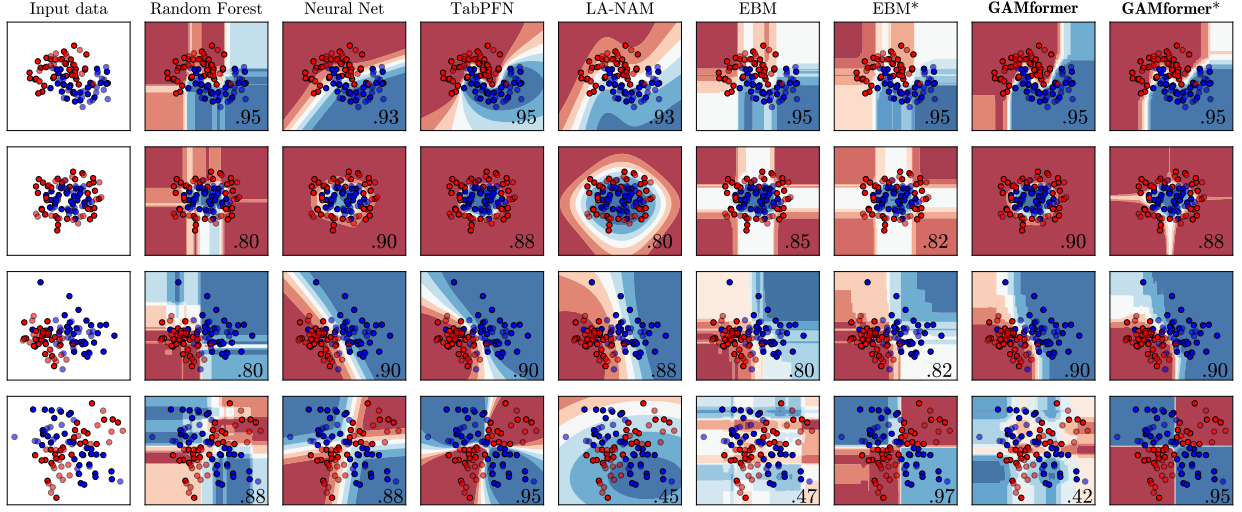 Input data Random Forest Neural Net TabPFN LA-NAM EBM EBM* GAMformer GAMformer*
.95 .93 .95 .93 .95 .95 .95 .95
.80 .90 .88 .80 .85 .82 .90 .88
.80 .90 .90 .88 .80 .82 .90 .90
.88 .88 .95 .45 .47 .97 .42 .95